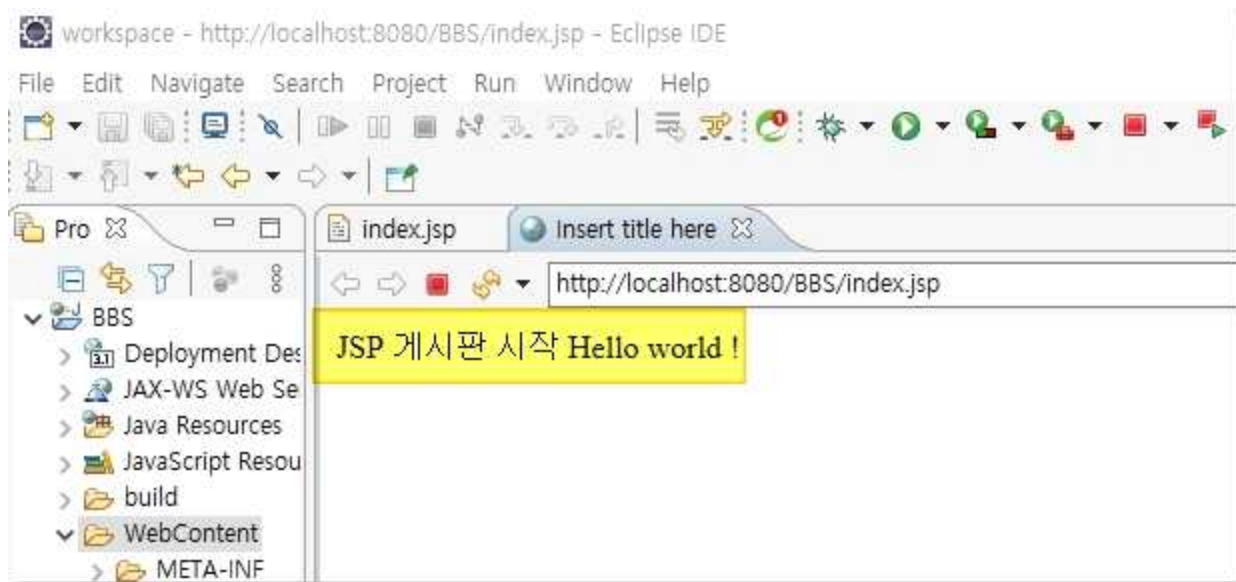 workspace - http://localhost:8080/BBS/index.jsp - Eclipse IDE
File Edit Navigate Search Project Run Window Help
Pro
index.jsp
Insert title here
http://localhost:8080/BBS/index.jsp
BBS
Deployment Des
JAX-WS Web Se
Java Resources
JavaScript Resou
build
WebContent
META-INF
JSP 게시판 시작 Hello world !